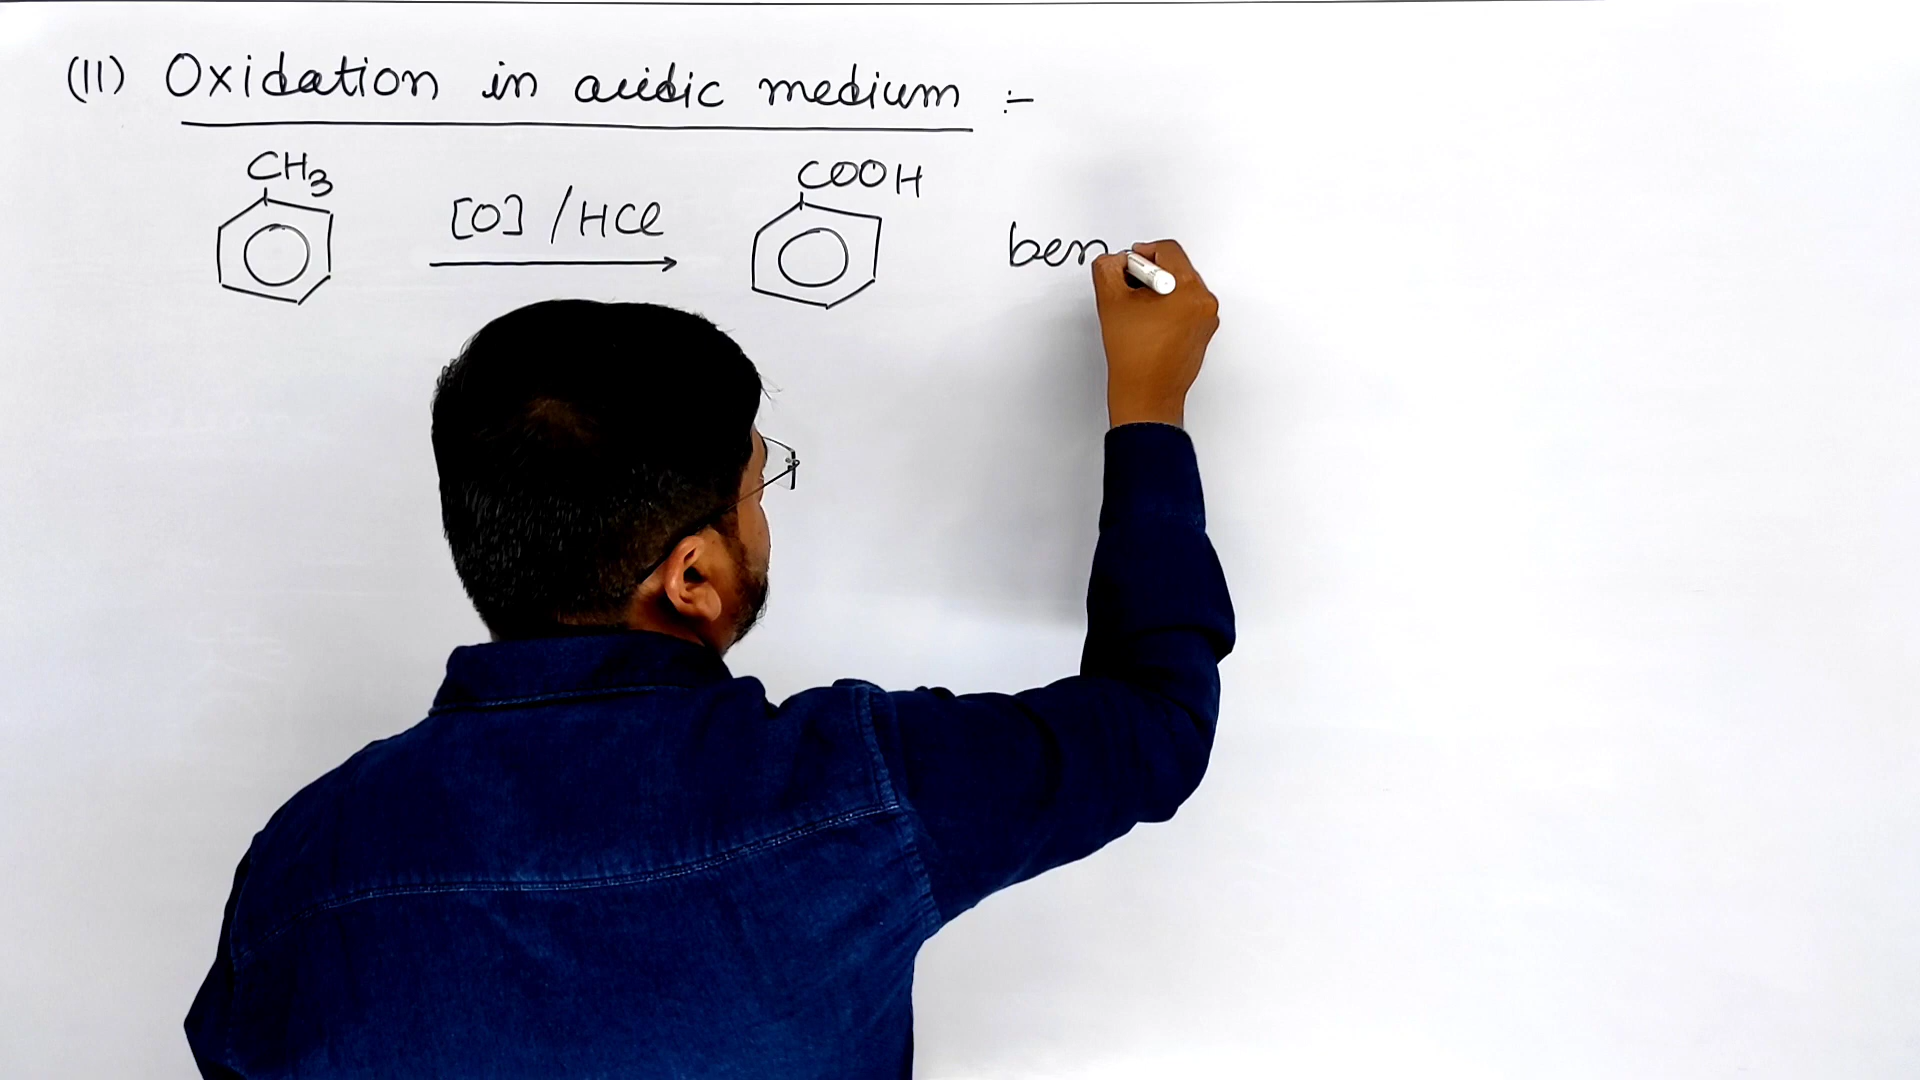 (II) Oxidation in acidic medium :-
CH3 [O] /HCl COOH
ben